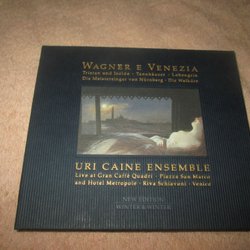 WAGNER E VENEZIA
Tristan und Isolde · Tannhäuser · Lohengrin
Die Meistersinger von Nürnberg · Die Walküre
URI CAINE ENSEMBLE
Live at Gran Caffè Quadri · Piazza San Marco
and Hotel Metropole · Riva Schiavoni · Venice
NEW EDITION
WINTER & WINTER